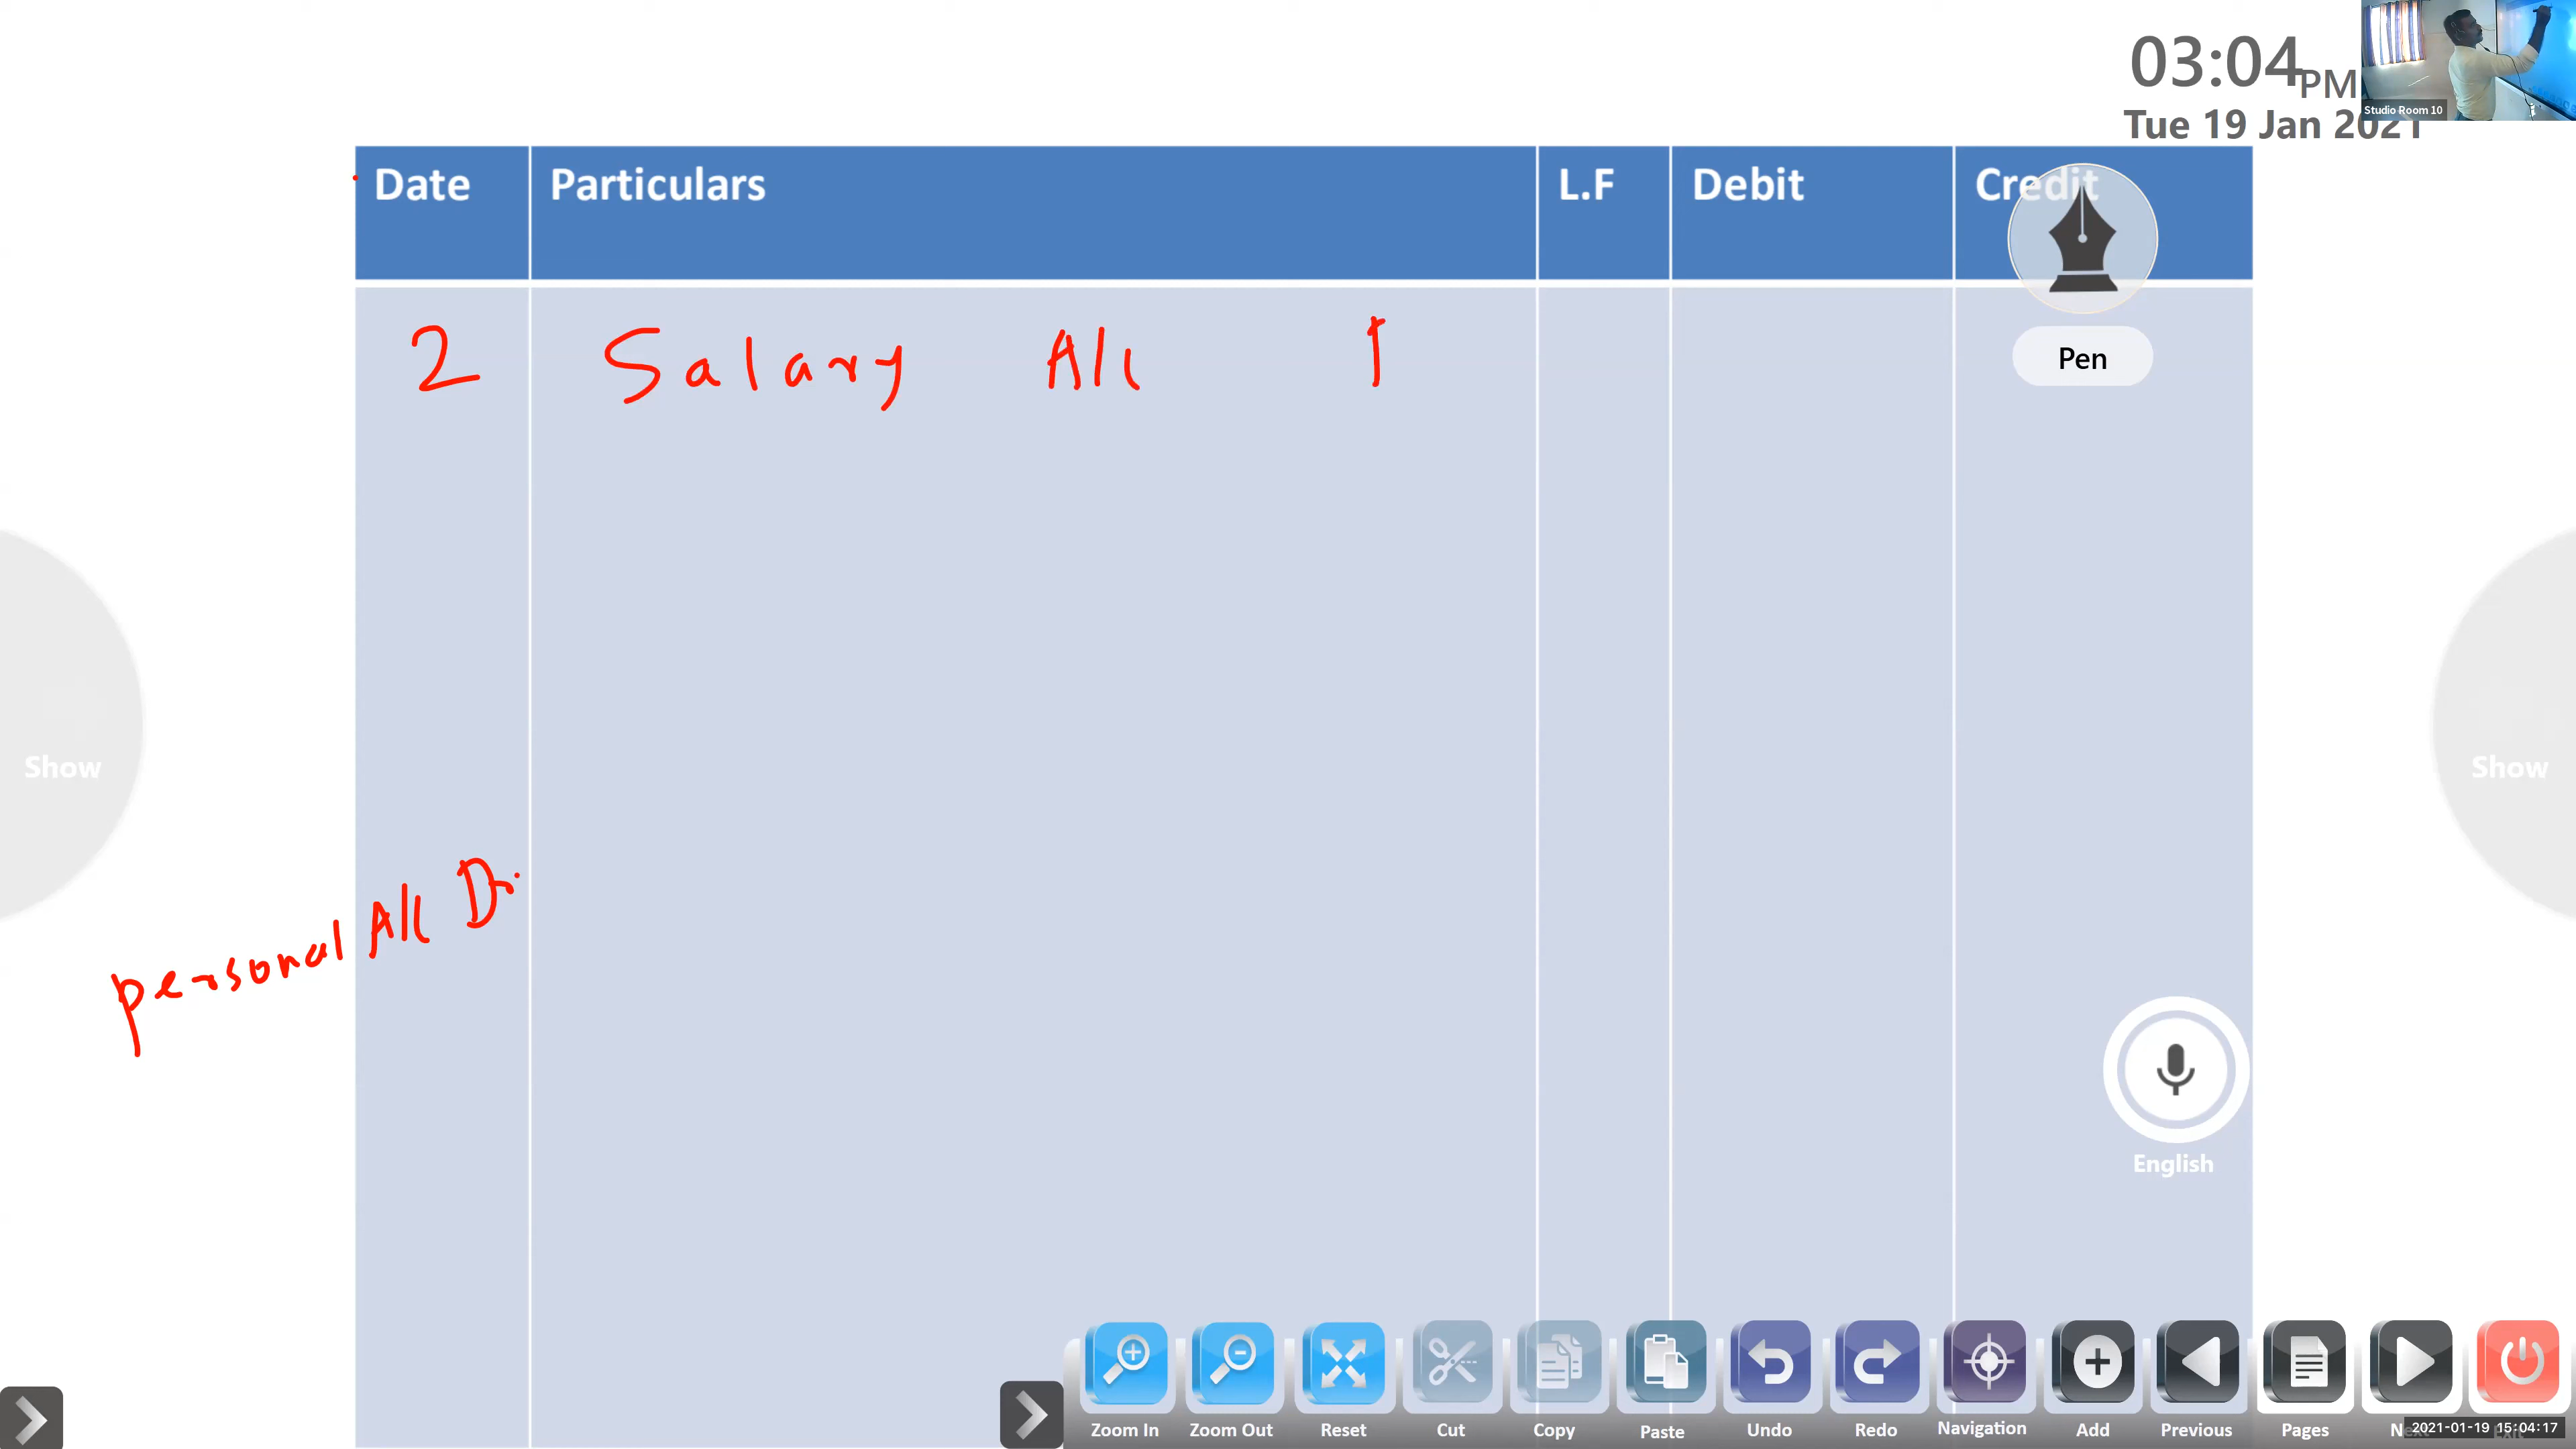 03:04 PM
Tue 19 Jan 2021
Studio Room 10
Date Particulars L.F Debit Credit
Pen
2 Salary A/c
Show
Show
personal A/c Dr.
English
Zoom In Zoom Out Reset Cut Copy Paste Undo Redo Navigation Add Previous Pages
2021-01-19 15:04:17